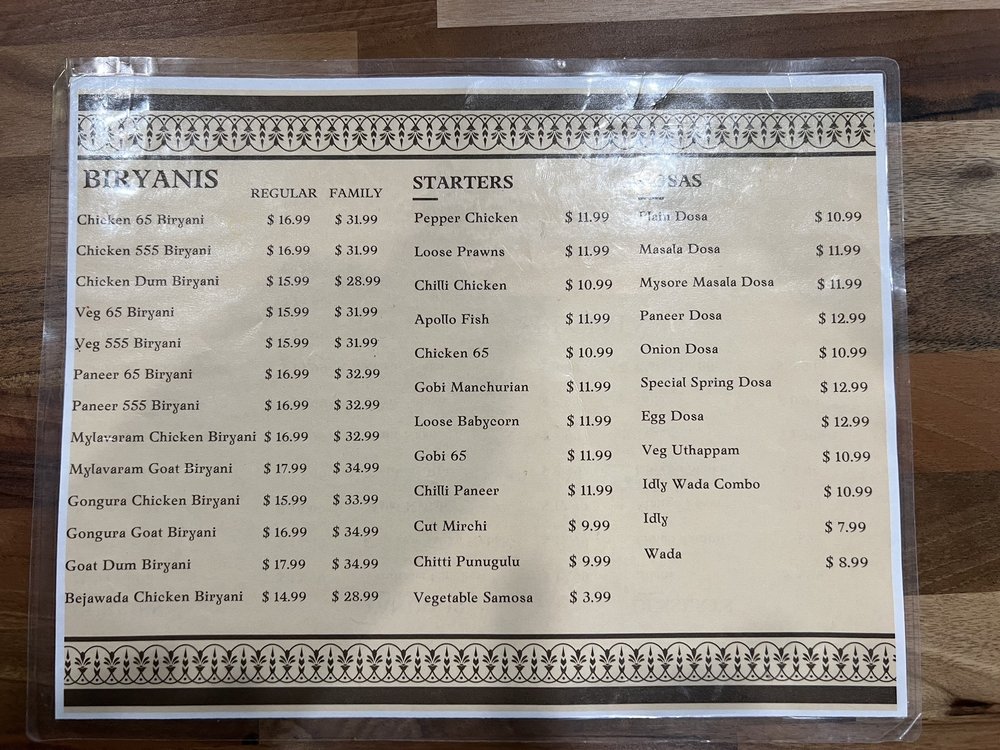 BIRYANIS
REGULAR FAMILY
Chicken 65 Biryani $ 16.99 $ 31.99
Chicken 555 Biryani $ 16.99 $ 31.99
Chicken Dum Biryani $ 15.99 $ 28.99
Veg 65 Biryani $ 15.99 $ 31.99
Veg 555 Biryani $ 15.99 $ 31.99
Paneer 65 Biryani $ 16.99 $ 32.99
Paneer 555 Biryani $ 16.99 $ 32.99
Mylavaram Chicken Biryani $ 16.99 $ 32.99
Mylavaram Goat Biryani $ 17.99 $ 34.99
Gongura Chicken Biryani $ 15.99 $ 33.99
Gongura Goat Biryani $ 16.99 $ 34.99
Goat Dum Biryani $ 17.99 $ 34.99
Bejawada Chicken Biryani $ 14.99 $ 28.99
STARTERS
Pepper Chicken $ 11.99
Loose Prawns $ 11.99
Chilli Chicken $ 10.99
Apollo Fish $ 11.99
Chicken 65 $ 10.99
Gobi Manchurian $ 11.99
Loose Babycorn $ 11.99
Gobi 65 $ 11.99
Chilli Paneer $ 11.99
Cut Mirchi $ 9.99
Chitti Punugulu $ 9.99
Vegetable Samosa $ 3.99
DOSAS
Plain Dosa $ 10.99
Masala Dosa $ 11.99
Mysore Masala Dosa $ 11.99
Paneer Dosa $ 12.99
Onion Dosa $ 10.99
Special Spring Dosa $ 12.99
Egg Dosa $ 12.99
Veg Uthappam $ 10.99
Idly Wada Combo $ 10.99
Idly $ 7.99
Wada $ 8.99